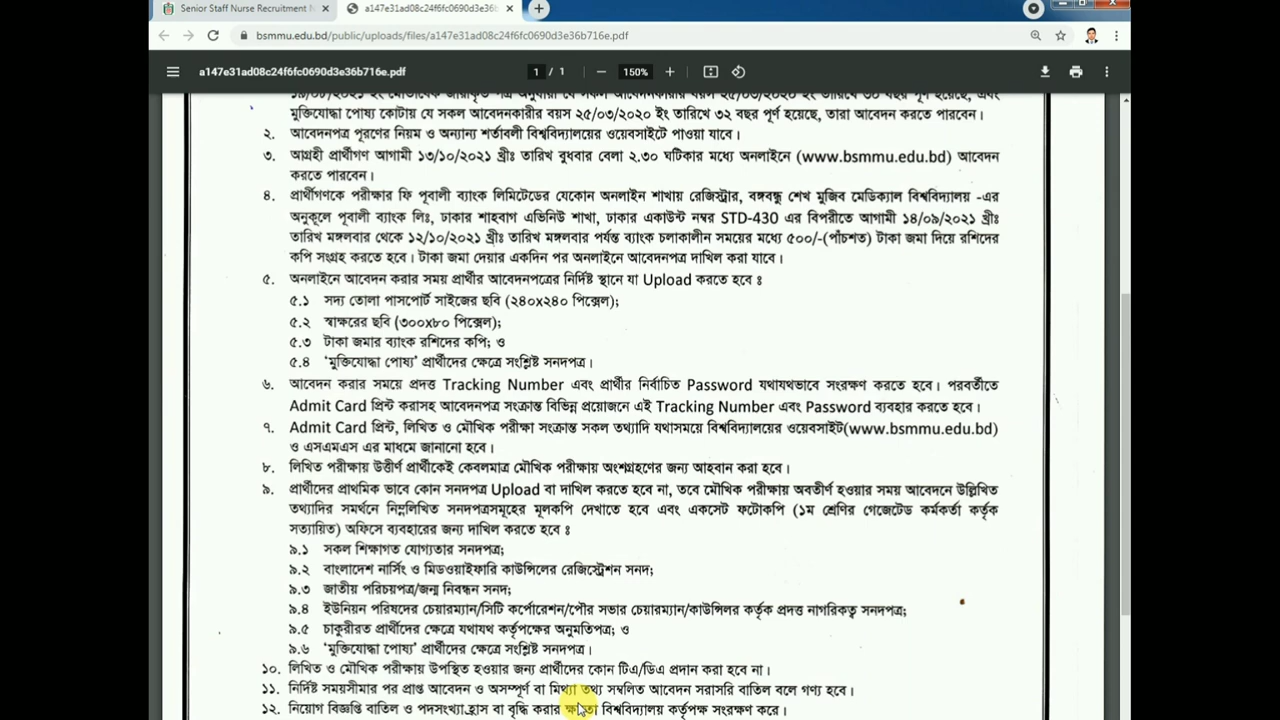 Senior Staff Nurse Recruitment N
a147e31ad08c24f6fc0690d3e36b
bsmmu.edu.bd/public/uploads/files/a147e31ad08c24f6fc0690d3e36b716e.pdf
a147e31ad08c24f6fc0690d3e36b716e.pdf 1 / 1 150%
মুক্তিযোদ্ধা পোষ্য কোটায় যে সকল আবেদনকারীর বয়স ২৫/০৩/২০২০ ইং তারিখে ৩২ বছর পূর্ণ হয়েছে, তারা আবেদন করতে পারবেন।
২. আবেদনপত্র পূরণের নিয়ম ও অন্যান্য শর্তাবলী বিশ্ববিদ্যালয়ের ওয়েবসাইটে পাওয়া যাবে।
৩. আগ্রহী প্রার্থীগণ আগামী ১৩/১০/২০২১ খ্রীঃ তারিখ বুধবার বেলা ২.৩০ ঘটিকার মধ্যে অনলাইনে (www.bsmmu.edu.bd) আবেদন
করতে পারবেন।
৪. প্রার্থীগণকে পরীক্ষার ফি পূবালী ব্যাংক লিমিটেডের যেকোন অনলাইন শাখায় রেজিস্ট্রার, বঙ্গবন্ধু শেখ মুজিব মেডিক্যাল বিশ্ববিদ্যালয় -এর
অনুকূলে পূবালী ব্যাংক লিঃ, ঢাকার শাহবাগ এভিনিউ শাখা, ঢাকার একাউন্ট নম্বর STD-430 এর বিপরীতে আগামী ১৪/০৯/২০২১ খ্রীঃ
তারিখ মঙ্গলবার থেকে ১২/১০/২০২১ খ্রীঃ তারিখ মঙ্গলবার পর্যন্ত ব্যাংক চলাকালীন সময়ের মধ্যে ৫০০/-(পাঁচশত) টাকা জমা দিয়ে রশিদের
কপি সংগ্রহ করতে হবে। টাকা জমা দেয়ার একদিন পর অনলাইনে আবেদনপত্র দাখিল করা যাবে।
৫. অনলাইনে আবেদন করার সময় প্রার্থীর আবেদনপত্রের নির্দিষ্ট স্থানে যা Upload করতে হবে ঃ
৫.১ সদ্য তোলা পাসপোর্ট সাইজের ছবি (২৪০x২৪০ পিক্সেল);
৫.২ স্বাক্ষরের ছবি (৩০০x৮০ পিক্সেল);
৫.৩ টাকা জমার ব্যাংক রশিদের কপি; ও
৫.৪ ‘মুক্তিযোদ্ধা পোষ্য’ প্রার্থীদের ক্ষেত্রে সংশ্লিষ্ট সনদপত্র।
৬. আবেদন করার সময়ে প্রদত্ত Tracking Number এবং প্রার্থীর নির্বাচিত Password যথাযথভাবে সংরক্ষণ করতে হবে। পরবর্তীতে
Admit Card প্রিন্ট করাসহ আবেদনপত্র সংক্রান্ত বিভিন্ন প্রয়োজনে এই Tracking Number এবং Password ব্যবহার করতে হবে।
৭. Admit Card প্রিন্ট, লিখিত ও মৌখিক পরীক্ষা সংক্রান্ত সকল তথ্যাদি যথাসময়ে বিশ্ববিদ্যালয়ের ওয়েবসাইট(www.bsmmu.edu.bd)
ও এসএমএস এর মাধমে জানানো হবে।
৮. লিখিত পরীক্ষায় উত্তীর্ণ প্রার্থীকেই কেবলমাত্র মৌখিক পরীক্ষায় অংশগ্রহণের জন্য আহবান করা হবে।
৯. প্রার্থীদের প্রাথমিক ভাবে কোন সনদপত্র Upload বা দাখিল করতে হবে না, তবে মৌখিক পরীক্ষায় অবতীর্ণ হওয়ার সময় আবেদনে উল্লিখিত
তথ্যাদির সমর্থনে নিম্নলিখিত সনদপত্রসমূহের মূলকপি দেখাতে হবে এবং একসেট ফটোকপি (১ম শ্রেণির গেজেটেড কর্মকর্তা কর্তৃক
সত্যায়িত) অফিসে ব্যবহারের জন্য দাখিল করতে হবে ঃ
৯.১ সকল শিক্ষাগত যোগ্যতার সনদপত্র;
৯.২ বাংলাদেশ নার্সিং ও মিডওয়াইফারি কাউন্সিলের রেজিস্ট্রেশন সনদ;
৯.৩ জাতীয় পরিচয়পত্র/জন্ম নিবন্ধন সনদ;
৯.৪ ইউনিয়ন পরিষদের চেয়ারম্যান/সিটি কর্পোরেশন/পৌর সভার চেয়ারম্যান/কাউন্সিলর কর্তৃক প্রদত্ত নাগরিকত্ব সনদপত্র;
৯.৫ চাকুরীরত প্রার্থীদের ক্ষেত্রে যথাযথ কর্তৃপক্ষের অনুমতিপত্র; ও
৯.৬ ‘মুক্তিযোদ্ধা পোষ্য’ প্রার্থীদের ক্ষেত্রে সংশ্লিষ্ট সনদপত্র।
১০. লিখিত ও মৌখিক পরীক্ষায় উপস্থিত হওয়ার জন্য প্রার্থীদের কোন টিএ/ডিএ প্রদান করা হবে না।
১১. নির্দিষ্ট সময়সীমার পর প্রাপ্ত আবেদন ও অসম্পূর্ণ বা মিথ্যা তথ্য সম্বলিত আবেদন সরাসরি বাতিল বলে গণ্য হবে।
১২. নিয়োগ বিজ্ঞপ্তি বাতিল ও পদসংখ্যা হ্রাস বা বৃদ্ধি করার ক্ষমতা বিশ্ববিদ্যালয় কর্তৃপক্ষ সংরক্ষণ করে।